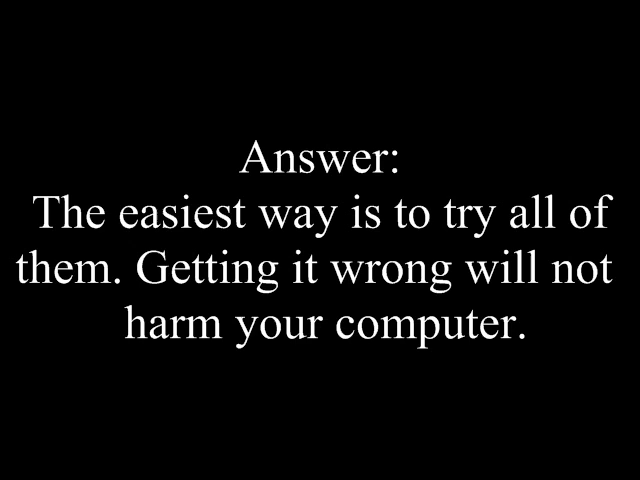 Answer:
The easiest way is to try all of
them. Getting it wrong will not
harm your computer.